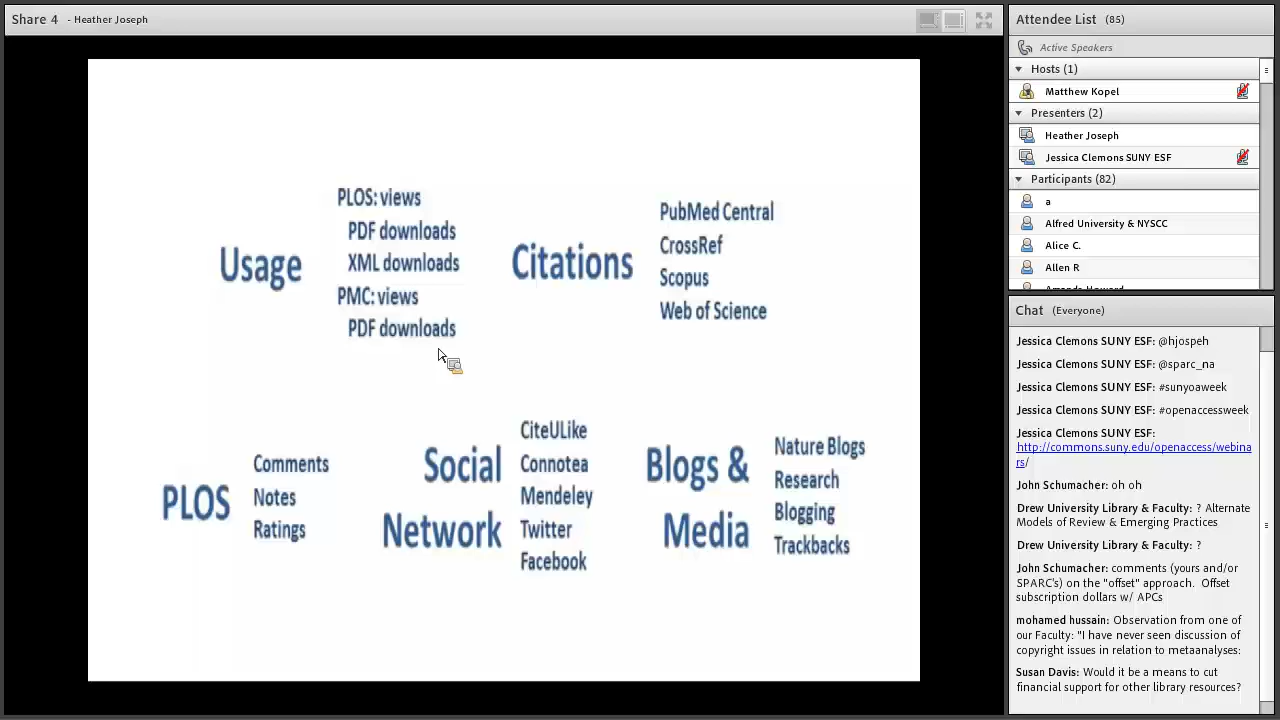 Share 4 - Heather Joseph
Usage
PLOS: views
PDF downloads
XML downloads
PMC: views
PDF downloads
Citations
PubMed Central
CrossRef
Scopus
Web of Science
PLOS
Comments
Notes
Ratings
Social
Network
CiteULike
Connotea
Mendeley
Twitter
Facebook
Blogs &
Media
Nature Blogs
Research
Blogging
Trackbacks
Attendee List (85)
Active Speakers
Hosts (1)
Matthew Kopel
Presenters (2)
Heather Joseph
Jessica Clemons SUNY ESF
Participants (82)
a
Alfred University & NYSCC
Alice C.
Allen R
Chat (Everyone)
Jessica Clemons SUNY ESF: @hjospeh
Jessica Clemons SUNY ESF: @sparc_na
Jessica Clemons SUNY ESF: #sunyoaweek
Jessica Clemons SUNY ESF: #openaccessweek
Jessica Clemons SUNY ESF:
http://commons.suny.edu/openaccess/webina
rs/
John Schumacher: oh oh
Drew University Library & Faculty: ? Alternate
Models of Review & Emerging Practices
Drew University Library & Faculty: ?
John Schumacher: comments (yours and/or
SPARC's) on the "offset" approach. Offset
subscription dollars w/ APCs
mohamed hussain: Observation from one of
our Faculty: "I have never seen discussion of
copyright issues in relation to metaanalyses:
Susan Davis: Would it be a means to cut
financial support for other library resources?